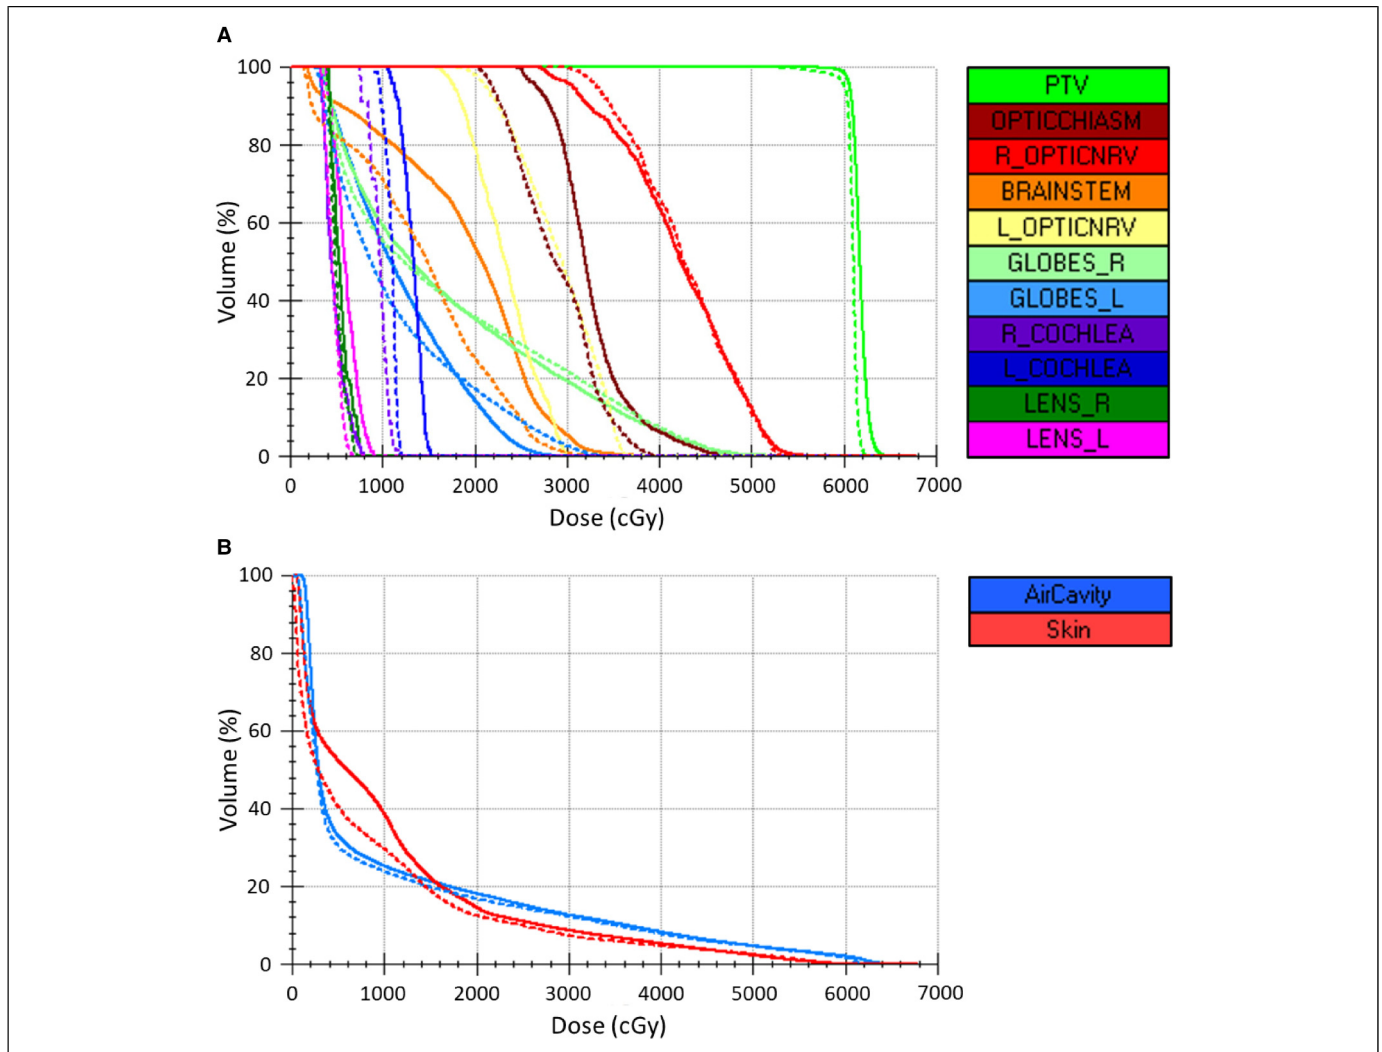 A
100
80
60
40
20
0
Volume (%)
0 1000 2000 3000 4000 5000 6000 7000
Dose (cGy)
PTV
OPTICCHIASM
R_OPTICNRV
BRAINSTEM
L_OPTICNRV
GLOBES_R
GLOBES_L
R_COCHLEA
L_COCHLEA
LENS_R
LENS_L
B
100
80
60
40
20
0
Volume (%)
0 1000 2000 3000 4000 5000 6000 7000
Dose (cGy)
AirCavity
Skin